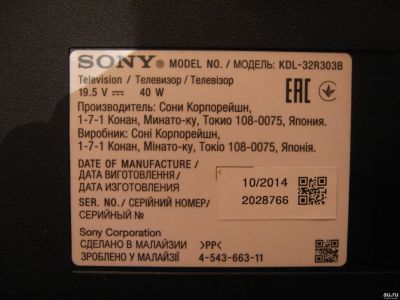 SONY® MODEL NO. / МОДЕЛЬ: KDL-32R303B
Television / Телевизор / Телевізор
19.5 V ⎓ 40 W
EAC
Производитель: Сони Корпорейшн,
1-7-1 Конан, Минато-ку, Токио 108-0075, Япония.
Виробник: Соні Корпорейшн,
1-7-1 Конан, Мінато-ку, Токіо 108-0075, Японія.
DATE OF MANUFACTURE /
ДАТА ВИГОТОВЛЕННЯ /
ДАТА ИЗГОТОВЛЕНИЯ
10/2014
SER. NO. / СЕРІЙНИЙ НОМЕР/
СЕРИЙНЫЙ №
2028766
Sony Corporation
СДЕЛАНО В МАЛАЙЗИИ >PP<
ЗРОБЛЕНО У МАЛАЙЗІЇ 4-543-663-11
au.ru